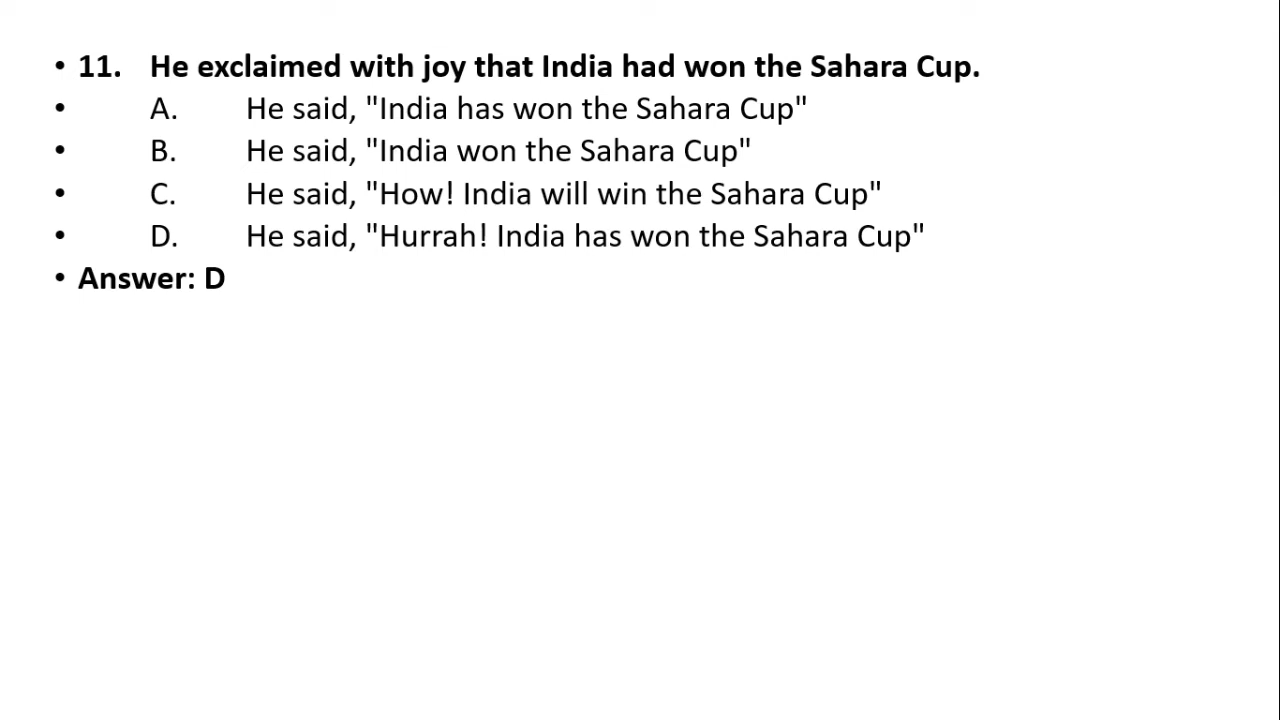 • 11. He exclaimed with joy that India had won the Sahara Cup.
• A. He said, "India has won the Sahara Cup"
• B. He said, "India won the Sahara Cup"
• C. He said, "How! India will win the Sahara Cup"
• D. He said, "Hurrah! India has won the Sahara Cup"
• Answer: D